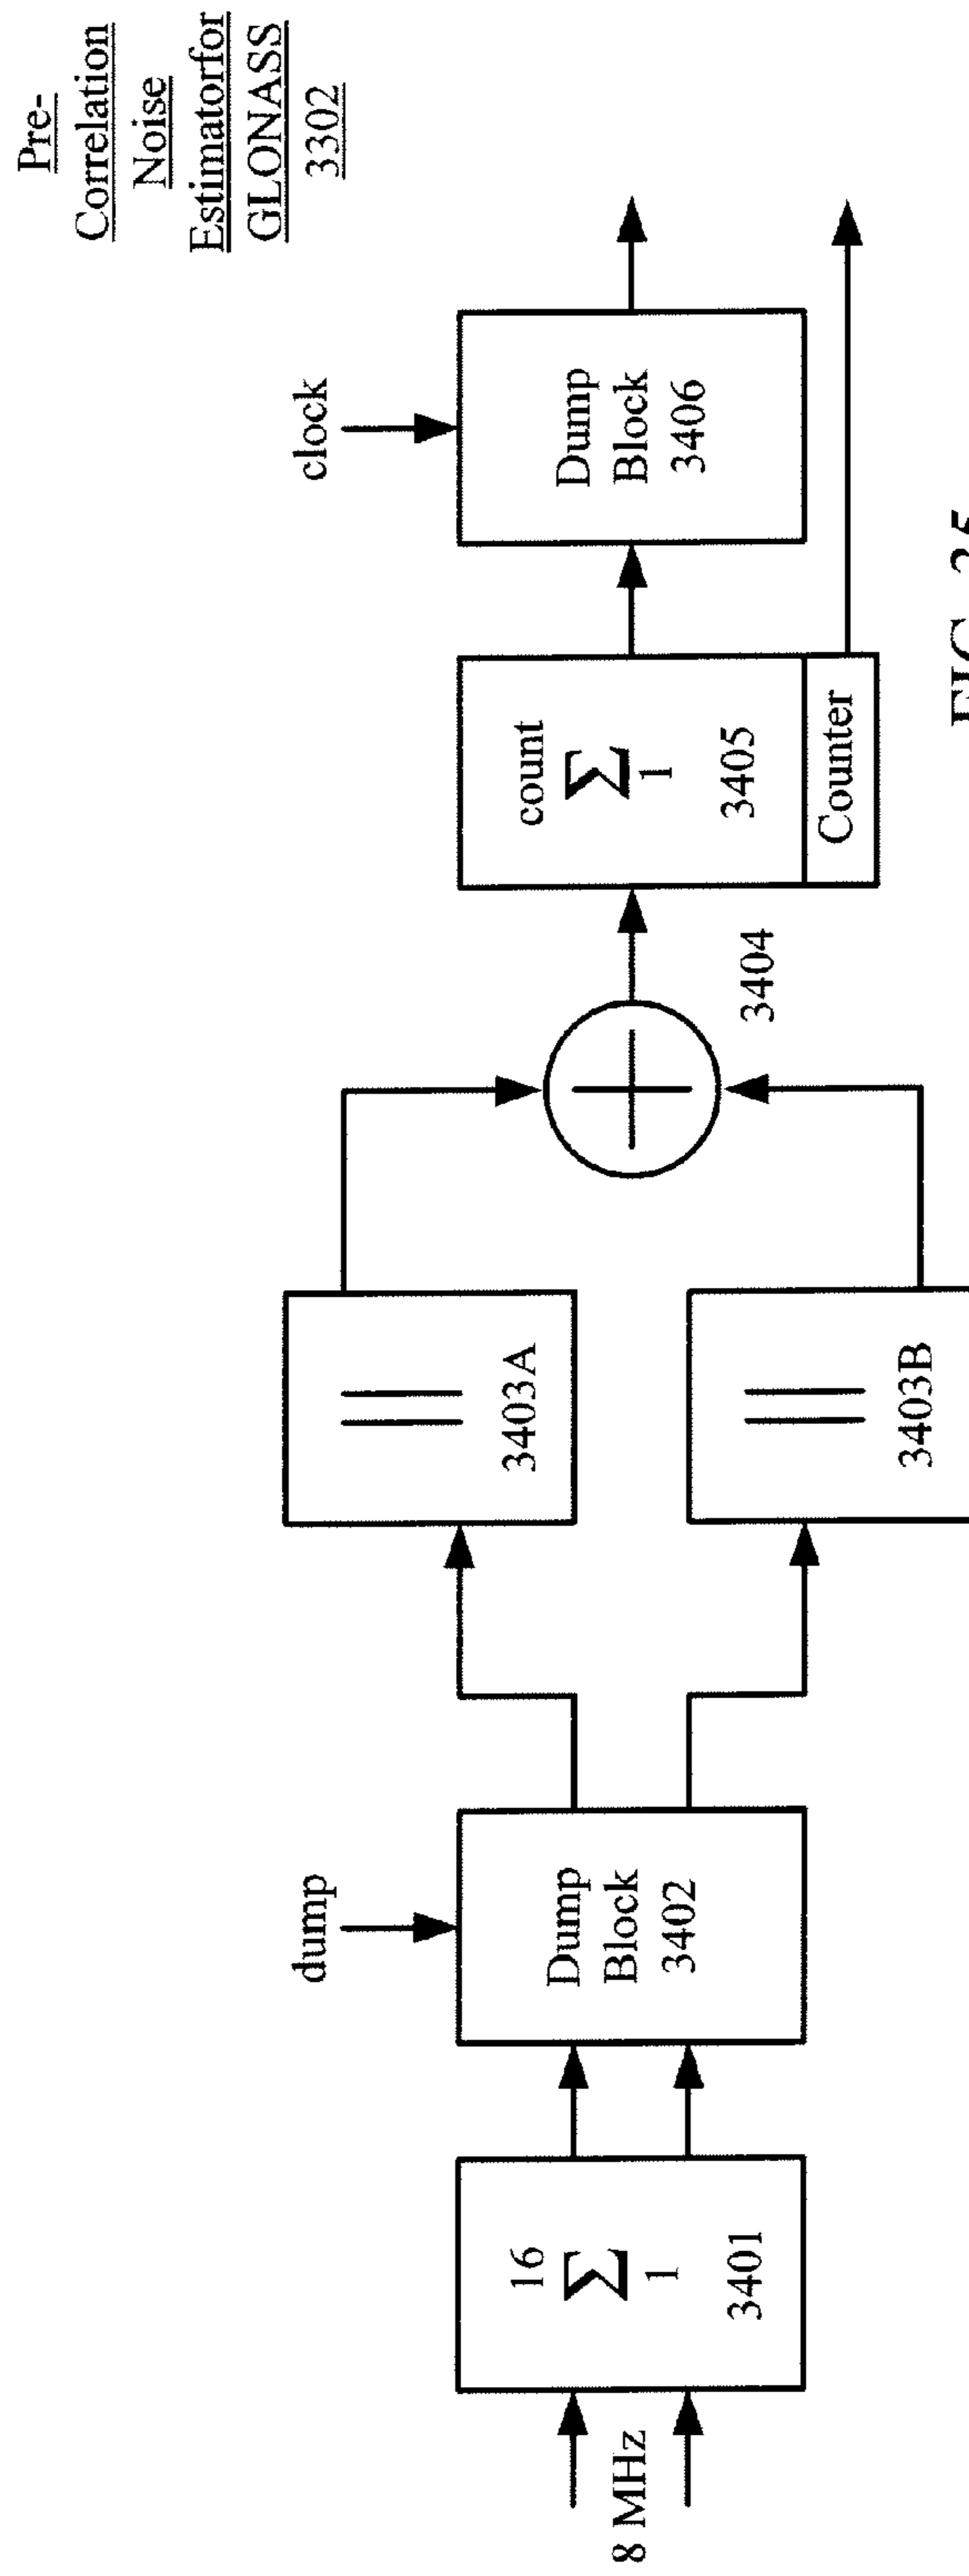 Pre-
Correlation
Noise
Estimatorfor
GLONASS
3302
8 MHz
16
Σ
1
3401
dump
Dump
Block
3402
||
3403A
||
3403B
+
3404
count
Σ
1
3405
Counter
clock
Dump
Block
3406